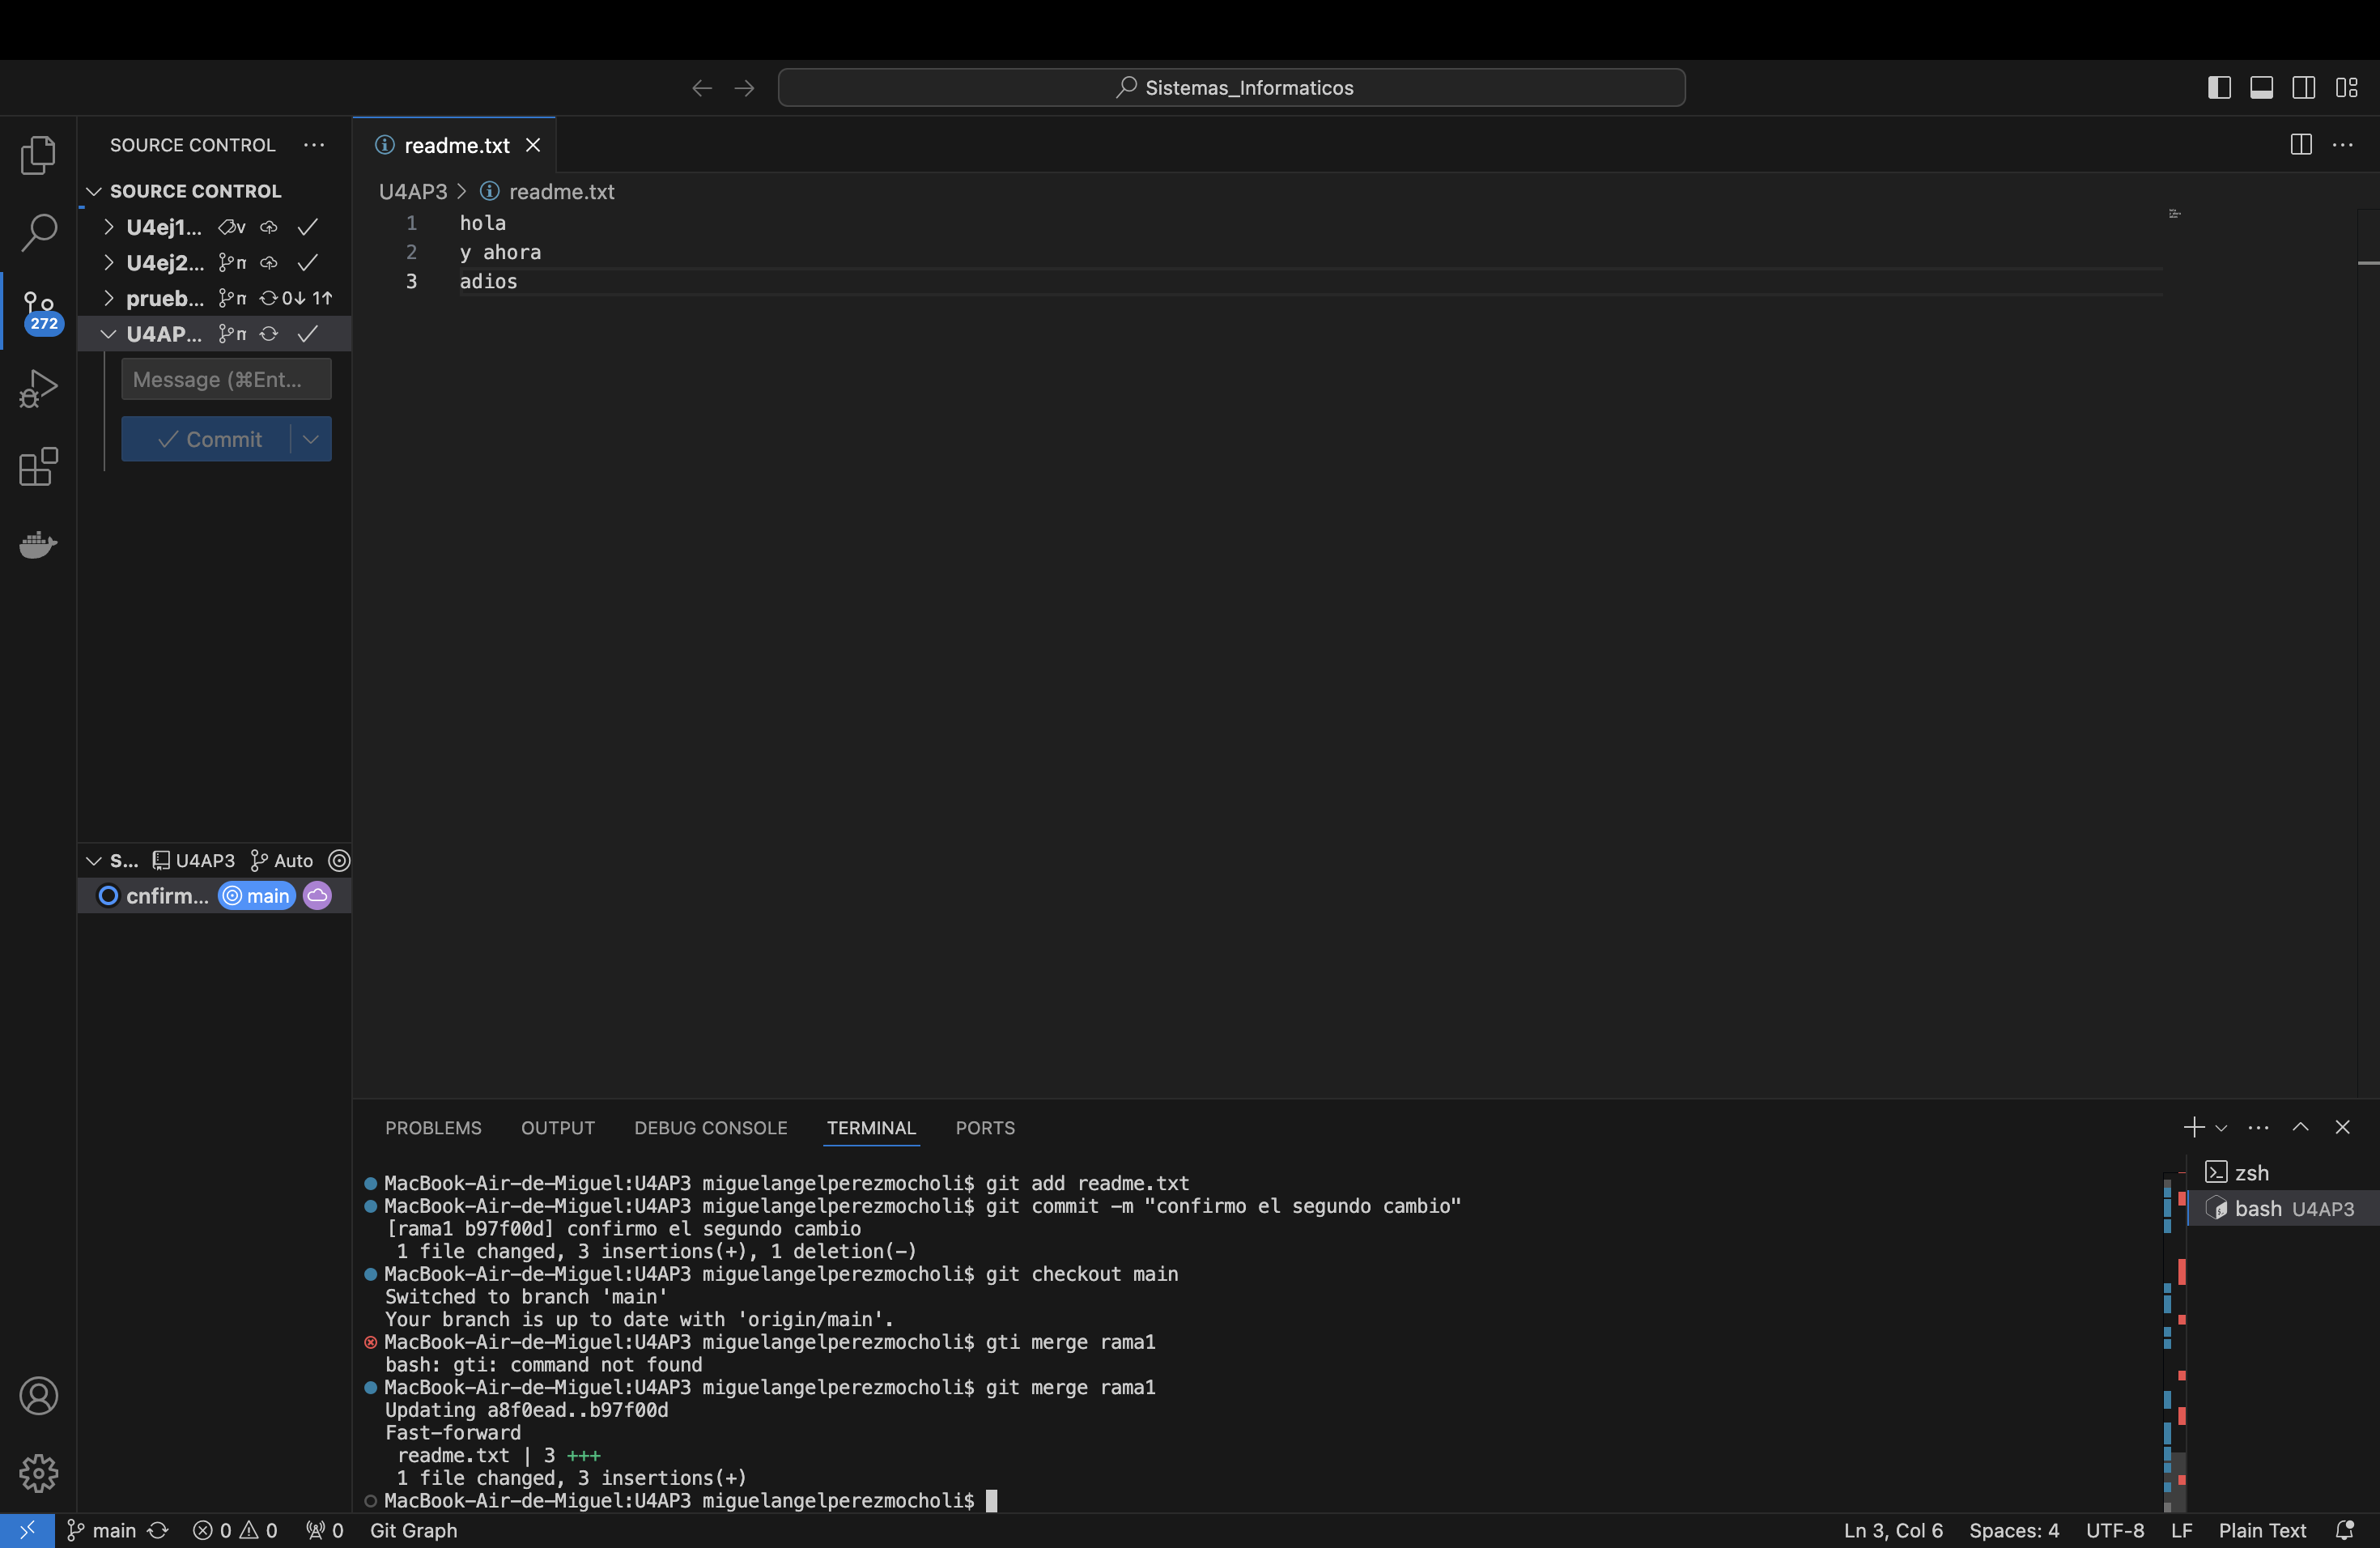 Sistemas_Informaticos
SOURCE CONTROL
SOURCE CONTROL
U4ej1... v
U4ej2...
prueb... 0↓ 1↑
U4AP...
272
Message (⌘Ent...
Commit
S... U4AP3 Auto
cnfirm... main
readme.txt
U4AP3 > readme.txt
1 hola
2 y ahora
3 adios
PROBLEMS OUTPUT DEBUG CONSOLE TERMINAL PORTS
MacBook-Air-de-Miguel:U4AP3 miguelangelperezmocholi$ git add readme.txt
MacBook-Air-de-Miguel:U4AP3 miguelangelperezmocholi$ git commit -m "confirmo el segundo cambio"
[rama1 b97f00d] confirmo el segundo cambio
1 file changed, 3 insertions(+), 1 deletion(-)
MacBook-Air-de-Miguel:U4AP3 miguelangelperezmocholi$ git checkout main
Switched to branch 'main'
Your branch is up to date with 'origin/main'.
MacBook-Air-de-Miguel:U4AP3 miguelangelperezmocholi$ gti merge rama1
bash: gti: command not found
MacBook-Air-de-Miguel:U4AP3 miguelangelperezmocholi$ git merge rama1
Updating a8f0ead..b97f00d
Fast-forward
readme.txt | 3 +++
1 file changed, 3 insertions(+)
MacBook-Air-de-Miguel:U4AP3 miguelangelperezmocholi$
zsh
bash U4AP3
main 0 0 0 Git Graph
Ln 3, Col 6 Spaces: 4 UTF-8 LF Plain Text